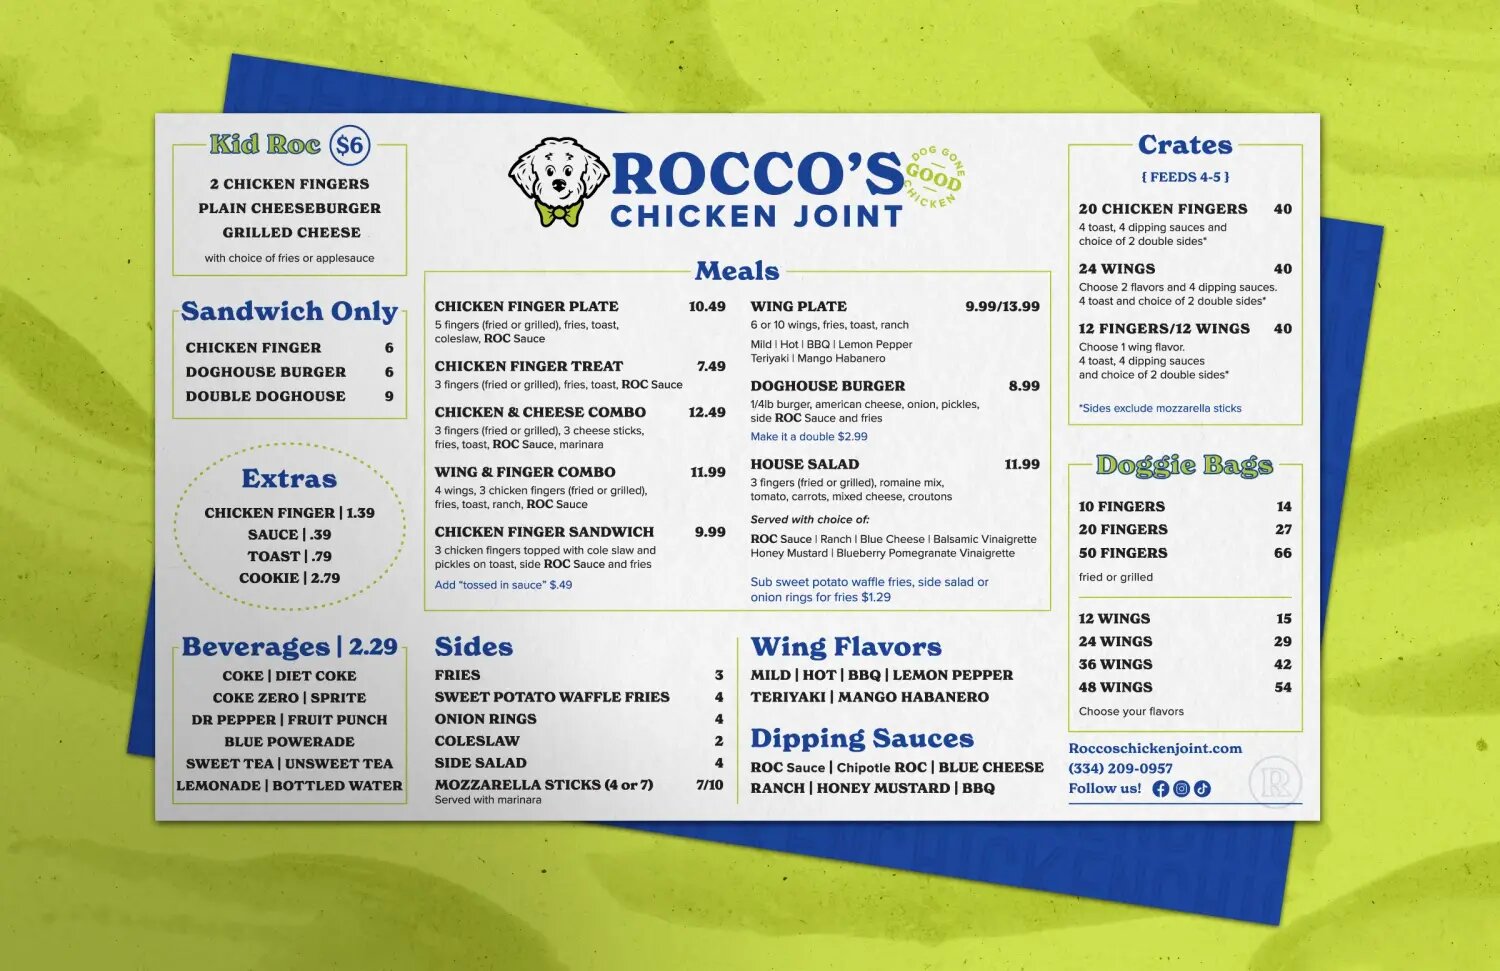 Kid Roc $6
2 CHICKEN FINGERS
PLAIN CHEESEBURGER
GRILLED CHEESE
with choice of fries or applesauce
Sandwich Only
CHICKEN FINGER 6
DOGHOUSE BURGER 6
DOUBLE DOGHOUSE 9
Extras
CHICKEN FINGER | 1.39
SAUCE | .39
TOAST | .79
COOKIE | 2.79
Beverages | 2.29
COKE | DIET COKE
COKE ZERO | SPRITE
DR PEPPER | FRUIT PUNCH
BLUE POWERADE
SWEET TEA | UNSWEET TEA
LEMONADE | BOTTLED WATER
ROCCO'S
CHICKEN JOINT
DOG GONE
GOOD
CHICKEN
Meals
CHICKEN FINGER PLATE 10.49
5 fingers (fried or grilled), fries, toast,
coleslaw, ROC Sauce
CHICKEN FINGER TREAT 7.49
3 fingers (fried or grilled), fries, toast, ROC Sauce
CHICKEN & CHEESE COMBO 12.49
3 fingers (fried or grilled), 3 cheese sticks,
fries, toast, ROC Sauce, marinara
WING & FINGER COMBO 11.99
4 wings, 3 chicken fingers (fried or grilled),
fries, toast, ranch, ROC Sauce
CHICKEN FINGER SANDWICH 9.99
3 chicken fingers topped with cole slaw and
pickles on toast, side ROC Sauce and fries
Add "tossed in sauce" $.49
WING PLATE 9.99/13.99
6 or 10 wings, fries, toast, ranch
Mild | Hot | BBQ | Lemon Pepper
Teriyaki | Mango Habanero
DOGHOUSE BURGER 8.99
1/4lb burger, american cheese, onion, pickles,
side ROC Sauce and fries
Make it a double $2.99
HOUSE SALAD 11.99
3 fingers (fried or grilled), romaine mix,
tomato, carrots, mixed cheese, croutons
Served with choice of:
ROC Sauce | Ranch | Blue Cheese | Balsamic Vinaigrette
Honey Mustard | Blueberry Pomegranate Vinaigrette
Sub sweet potato waffle fries, side salad or
onion rings for fries $1.29
Sides
FRIES 3
SWEET POTATO WAFFLE FRIES 4
ONION RINGS 4
COLESLAW 2
SIDE SALAD 4
MOZZARELLA STICKS (4 or 7) 7/10
Served with marinara
Wing Flavors
MILD | HOT | BBQ | LEMON PEPPER
TERIYAKI | MANGO HABANERO
Dipping Sauces
ROC Sauce | Chipotle ROC | BLUE CHEESE
RANCH | HONEY MUSTARD | BBQ
Crates
{ FEEDS 4-5 }
20 CHICKEN FINGERS 40
4 toast, 4 dipping sauces and
choice of 2 double sides*
24 WINGS 40
Choose 2 flavors and 4 dipping sauces.
4 toast and choice of 2 double sides*
12 FINGERS/12 WINGS 40
Choose 1 wing flavor.
4 toast, 4 dipping sauces
and choice of 2 double sides*
*Sides exclude mozzarella sticks
Doggie Bags
10 FINGERS 14
20 FINGERS 27
50 FINGERS 66
fried or grilled
12 WINGS 15
24 WINGS 29
36 WINGS 42
48 WINGS 54
Choose your flavors
Roccoschickenjoint.com
(334) 209-0957
Follow us!